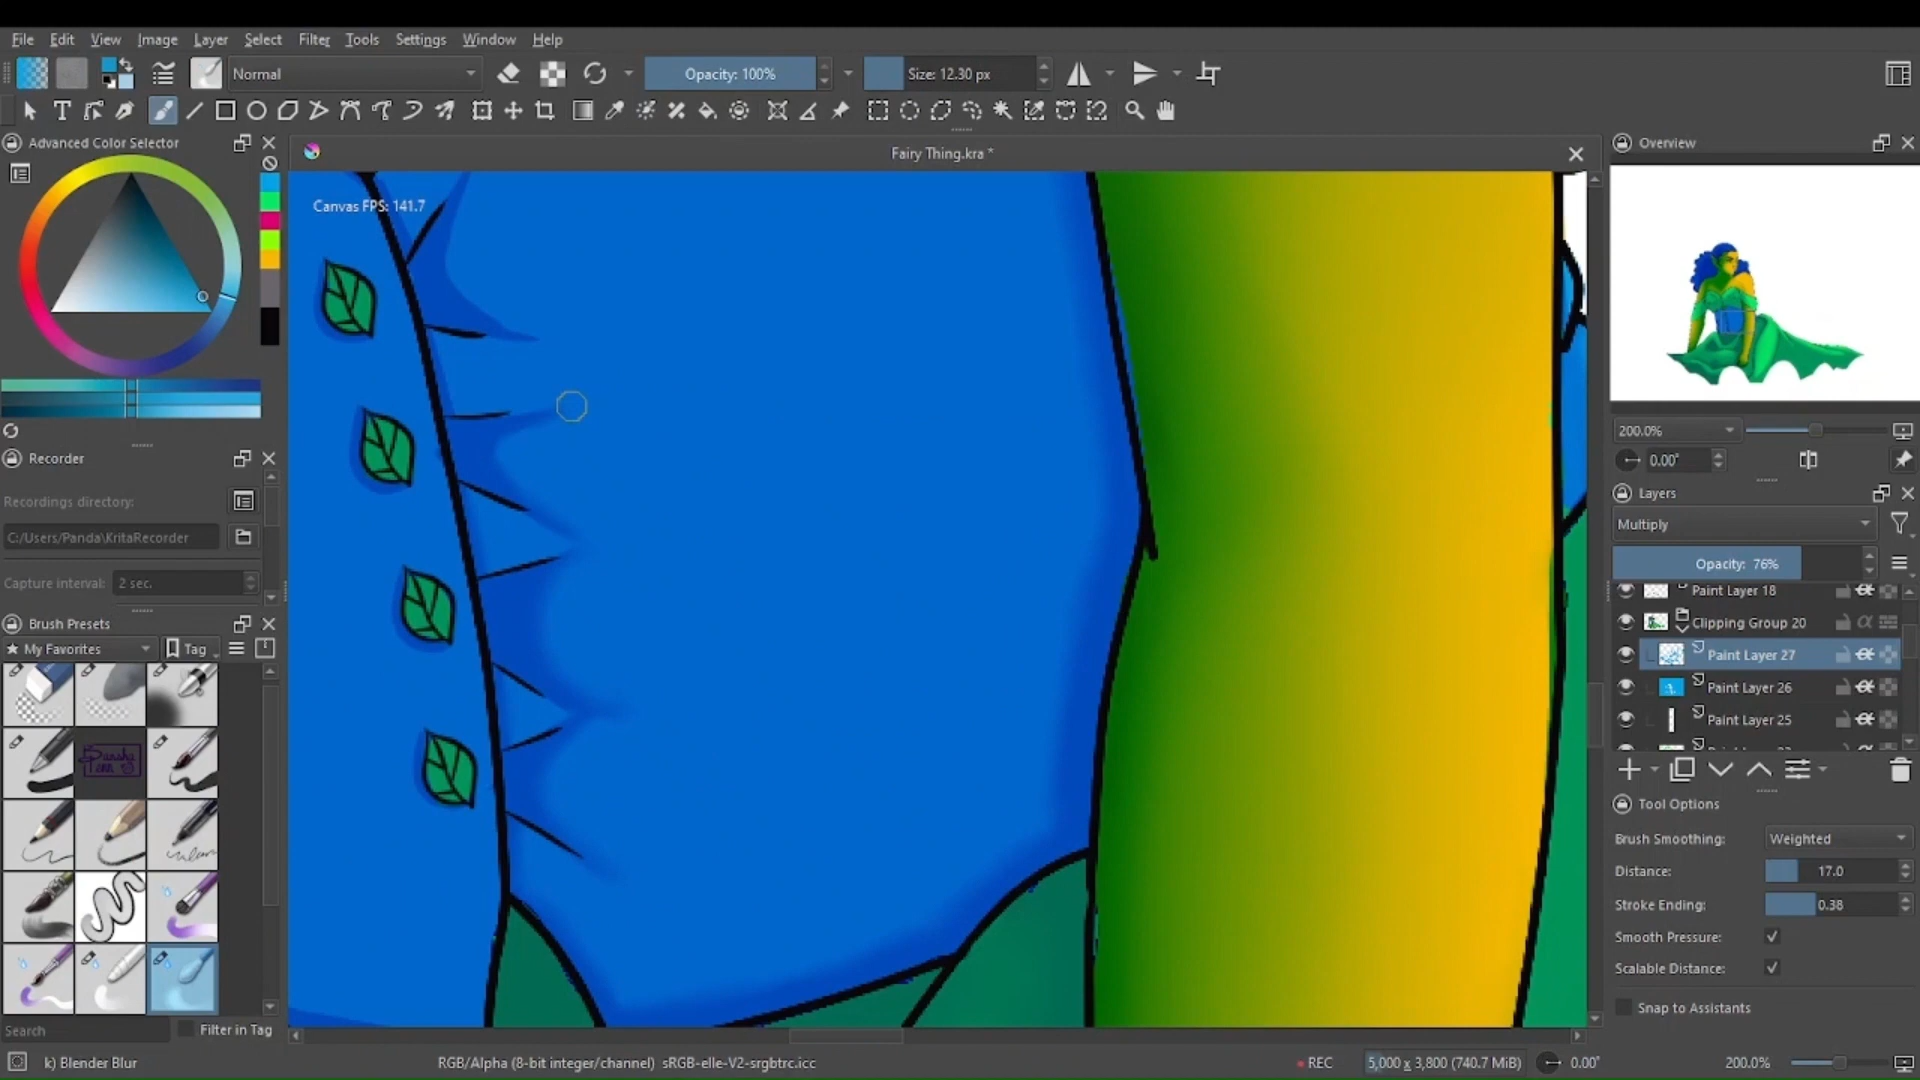 File Edit View Image Layer Select Filter Tools Settings Window Help
Normal
Opacity: 100%
Size: 12.30 px
Advanced Color Selector
Fairy Thing.kra *
Overview
Canvas FPS: 141.7
200.0%
0.00°
Recorder
Recordings directory:
C:/Users/Panda\KritaRecorder
Capture interval: 2 sec.
Layers
Multiply
Opacity: 76%
Paint Layer 18
Clipping Group 20
Paint Layer 27
Paint Layer 26
Paint Layer 25
Brush Presets
★ My Favorites
Tag
Tool Options
Brush Smoothing: Weighted
Distance: 17.0
Stroke Ending: 0.38
Smooth Pressure:
Scalable Distance:
Snap to Assistants
Search
Filter in Tag
k) Blender Blur
RGB/Alpha (8-bit integer/channel) sRGB-elle-V2-srgbtrc.icc
REC
5,000 x 3,800 (740.7 MiB)
0.00°
200.0%